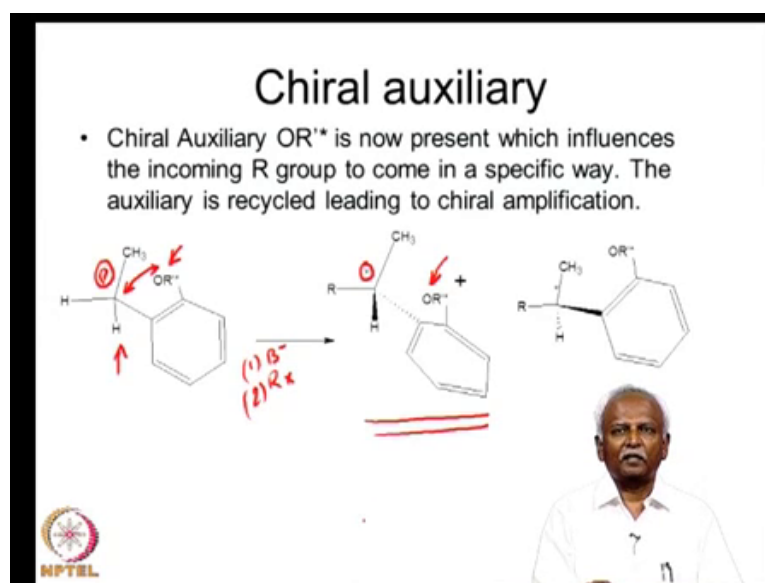 Chiral auxiliary
• Chiral Auxiliary OR'* is now present which influences
the incoming R group to come in a specific way. The
auxiliary is recycled leading to chiral amplification.
CH₃
OR'*
H
H
(1) B⁻
(2) Rx
CH₃
R
OR'*
H
+
OR'*
CH₃
R
H
NPTEL